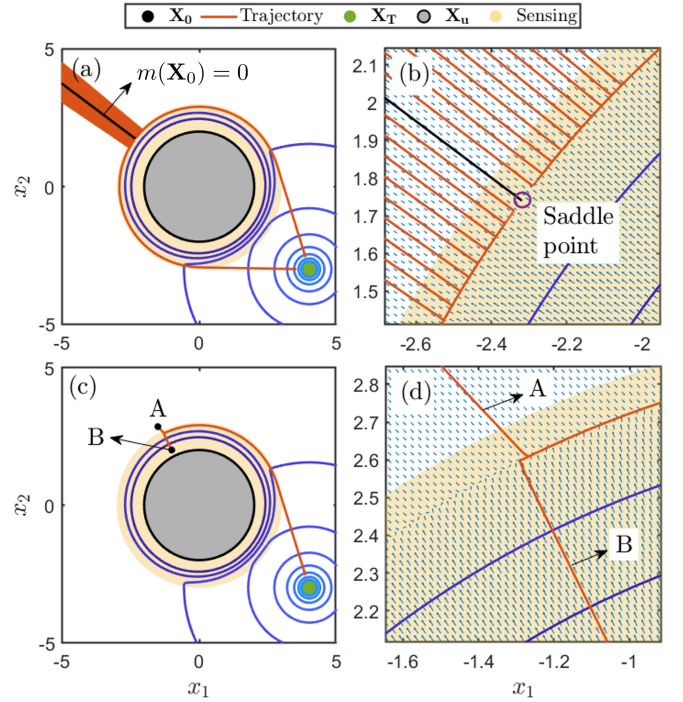 X₀ Trajectory X_T X_u Sensing
(a)
m(X₀) = 0
5
0
-5
x₂
-5 0 5
(b)
2.1
2
1.9
1.8
1.7
1.6
1.5
Saddle
point
-2.6 -2.4 -2.2 -2
(c)
A
B
5
0
-5
x₂
-5 0 5
x₁
(d)
A
B
2.8
2.7
2.6
2.5
2.4
2.3
2.2
-1.6 -1.4 -1.2 -1
x₁